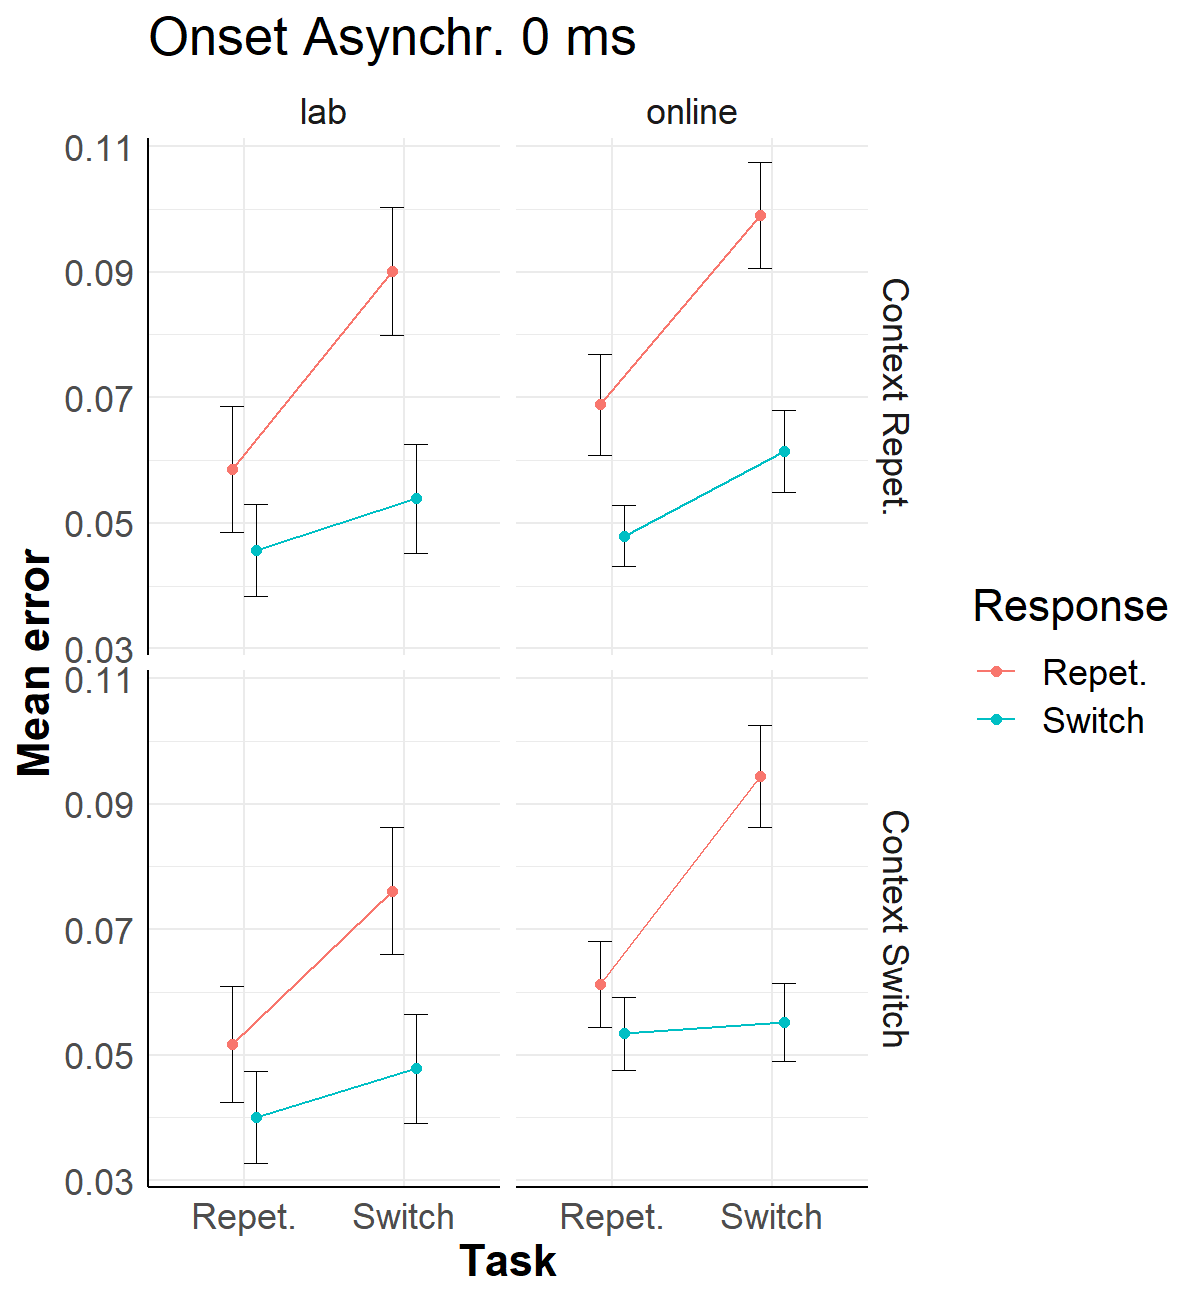 Onset Asynchr. 0 ms
lab
online
0.11
0.09
0.07
0.05
0.03
Context Repet.
0.11
0.09
0.07
0.05
0.03
Context Switch
Mean error
Repet.
Switch
Repet.
Switch
Task
Response
Repet.
Switch